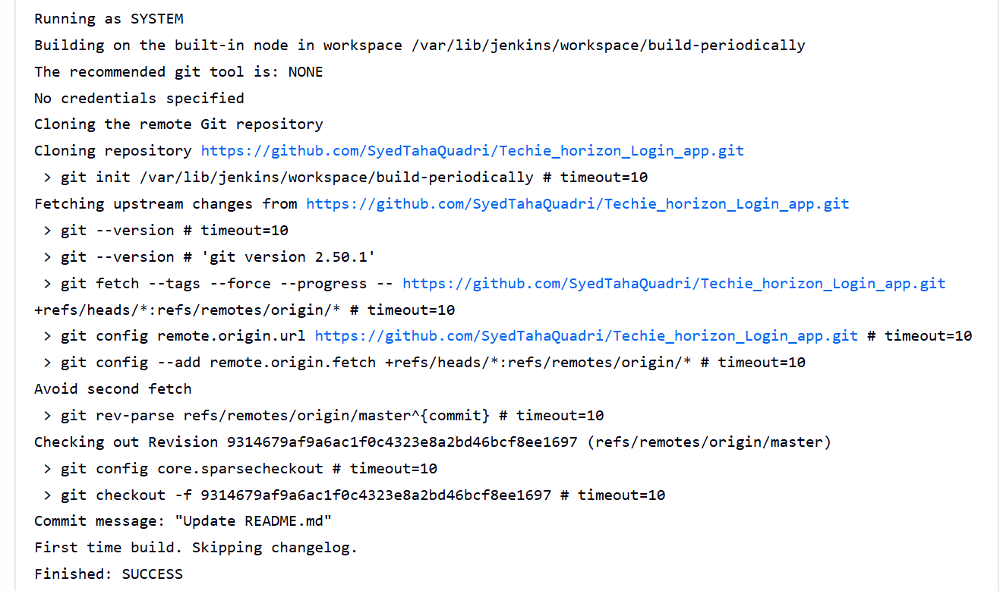 Running as SYSTEM
Building on the built-in node in workspace /var/lib/jenkins/workspace/build-periodically
The recommended git tool is: NONE
No credentials specified
Cloning the remote Git repository
Cloning repository https://github.com/SyedTahaQuadri/Techie_horizon_Login_app.git
 > git init /var/lib/jenkins/workspace/build-periodically # timeout=10
Fetching upstream changes from https://github.com/SyedTahaQuadri/Techie_horizon_Login_app.git
 > git --version # timeout=10
 > git --version # 'git version 2.50.1'
 > git fetch --tags --force --progress -- https://github.com/SyedTahaQuadri/Techie_horizon_Login_app.git
+refs/heads/*:refs/remotes/origin/* # timeout=10
 > git config remote.origin.url https://github.com/SyedTahaQuadri/Techie_horizon_Login_app.git # timeout=10
 > git config --add remote.origin.fetch +refs/heads/*:refs/remotes/origin/* # timeout=10
Avoid second fetch
 > git rev-parse refs/remotes/origin/master^{commit} # timeout=10
Checking out Revision 9314679af9a6ac1f0c4323e8a2bd46bcf8ee1697 (refs/remotes/origin/master)
 > git config core.sparsecheckout # timeout=10
 > git checkout -f 9314679af9a6ac1f0c4323e8a2bd46bcf8ee1697 # timeout=10
Commit message: "Update README.md"
First time build. Skipping changelog.
Finished: SUCCESS